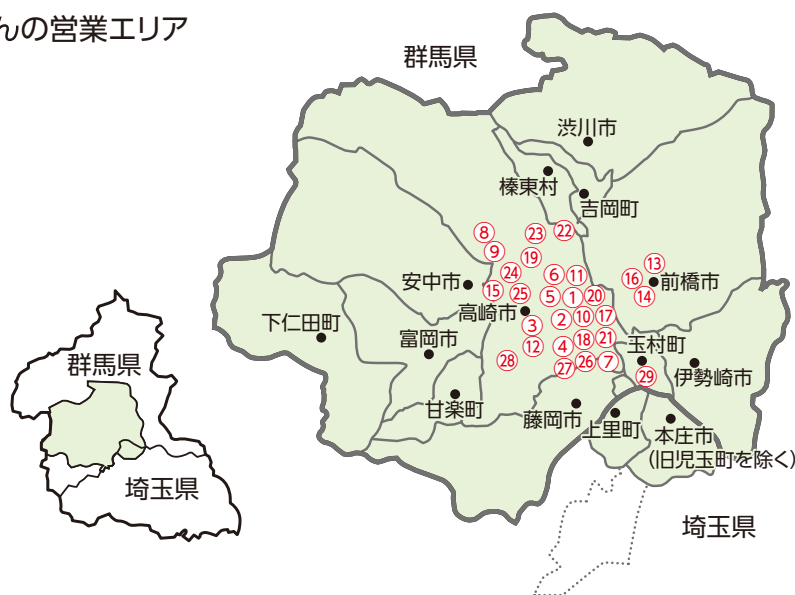 んの営業エリア
群馬県
渋川市
榛東村
吉岡町
⑧
㉓
㉒
⑨
⑲
⑬
㉔
⑥
⑪
⑯
前橋市
安中市
⑮
㉕
⑤
①
⑳
⑭
高崎市
②
⑩
⑰
下仁田町
③
富岡市
⑫
④
⑱
㉑
玉村町
㉘
㉗
㉖
⑦
㉙
伊勢崎市
甘楽町
藤岡市
上里町
本庄市
(旧児玉町を除く)
埼玉県
群馬県
埼玉県